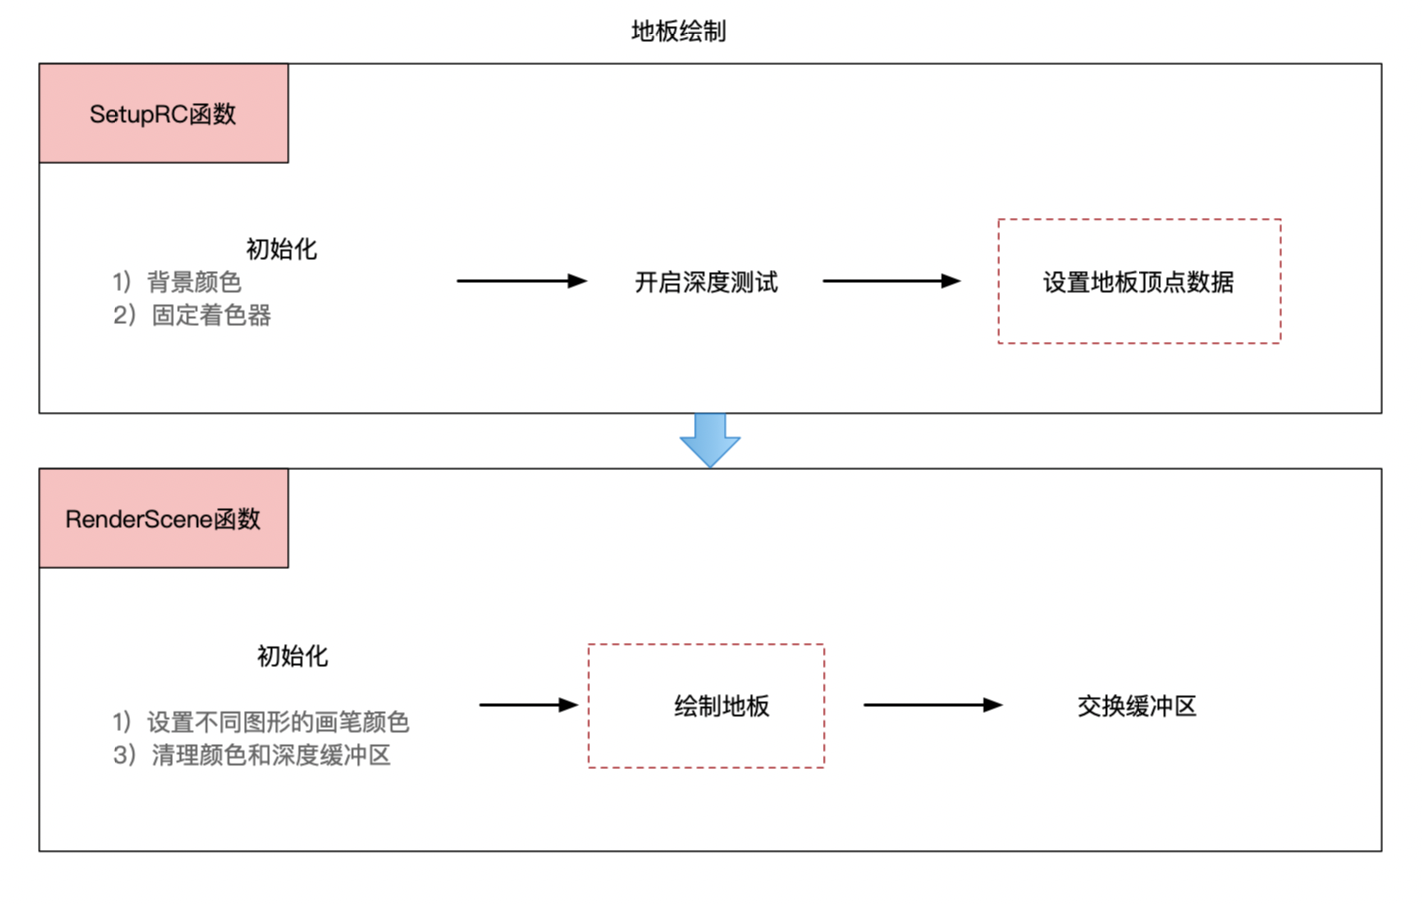 地板绘制
SetupRC函数
初始化
1）背景颜色
2）固定着色器
开启深度测试
设置地板顶点数据
RenderScene函数
初始化
1）设置不同图形的画笔颜色
3）清理颜色和深度缓冲区
绘制地板
交换缓冲区